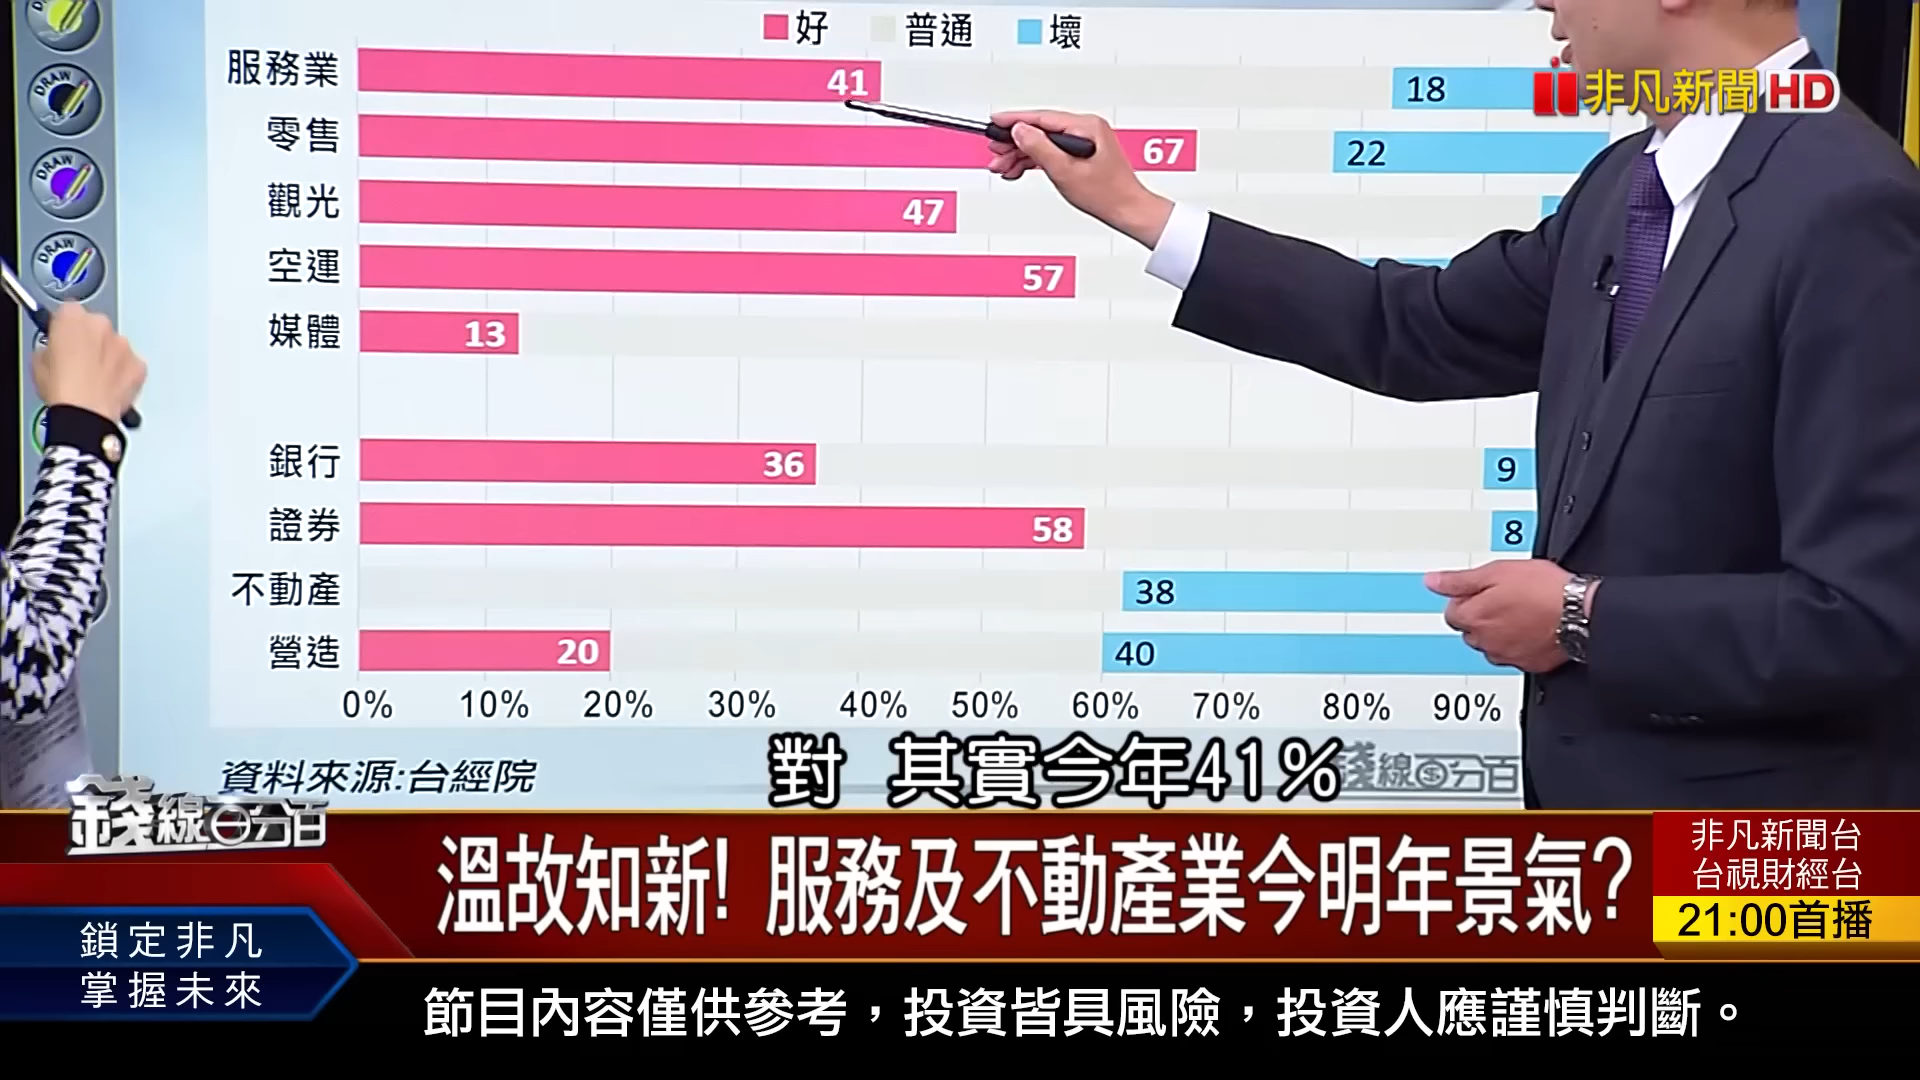 好 普通 壞
服務業 41 18
零售 67 22
觀光 47
空運 57
媒體 13
銀行 36 9
證券 58 8
不動產 38
營造 20 40
0% 10% 20% 30% 40% 50% 60% 70% 80% 90%
資料來源:台經院
DRAW
DRAW
DRAW
非凡新聞HD
對 其實今年41%
錢線百分百
錢線百分百
溫故知新! 服務及不動產業今明年景氣?
非凡新聞台
台視財經台
21:00首播
鎖定非凡
掌握未來
節目內容僅供參考，投資皆具風險，投資人應謹慎判斷。